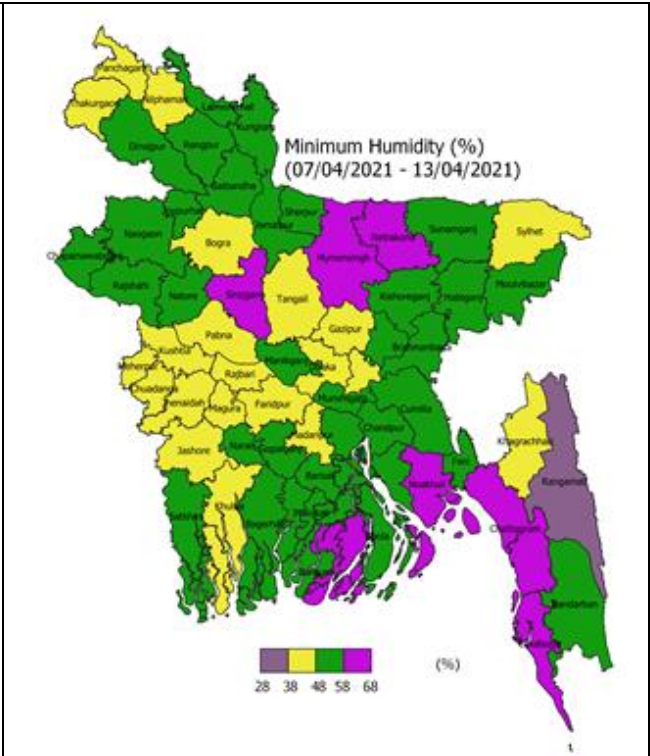 Panchagarh
Thakurgaon
Nilphamari
Lalmonirhat
Kurigram
Dinajpur
Rangpur
Minimum Humidity (%)
(07/04/2021 - 13/04/2021)
Gaibandha
Sherpur
Jamalpur
Naogaon
Bogra
Mymensingh
Netrakona
Sunamganj
Sylhet
Chapainawabganj
Rajshahi
Natore
Sirajganj
Tangail
Kishoreganj
Habiganj
Moulvibazar
Pabna
Gazipur
Kushtia
Meherpur
Rajbari
Manikganj
Brahmanbaria
Chuadanga
Jhenaidah
Magura
Faridpur
Munshiganj
Cumilla
Madaripur
Chandpur
Khagrachhari
Jashore
Narail
Gopalganj
Feni
Rangamati
Barisal
Noakhali
Khulna
Satkhira
Bagerhat
Bhola
Chattogram
Barguna
Bandarban
(%)
28 38 48 58 68